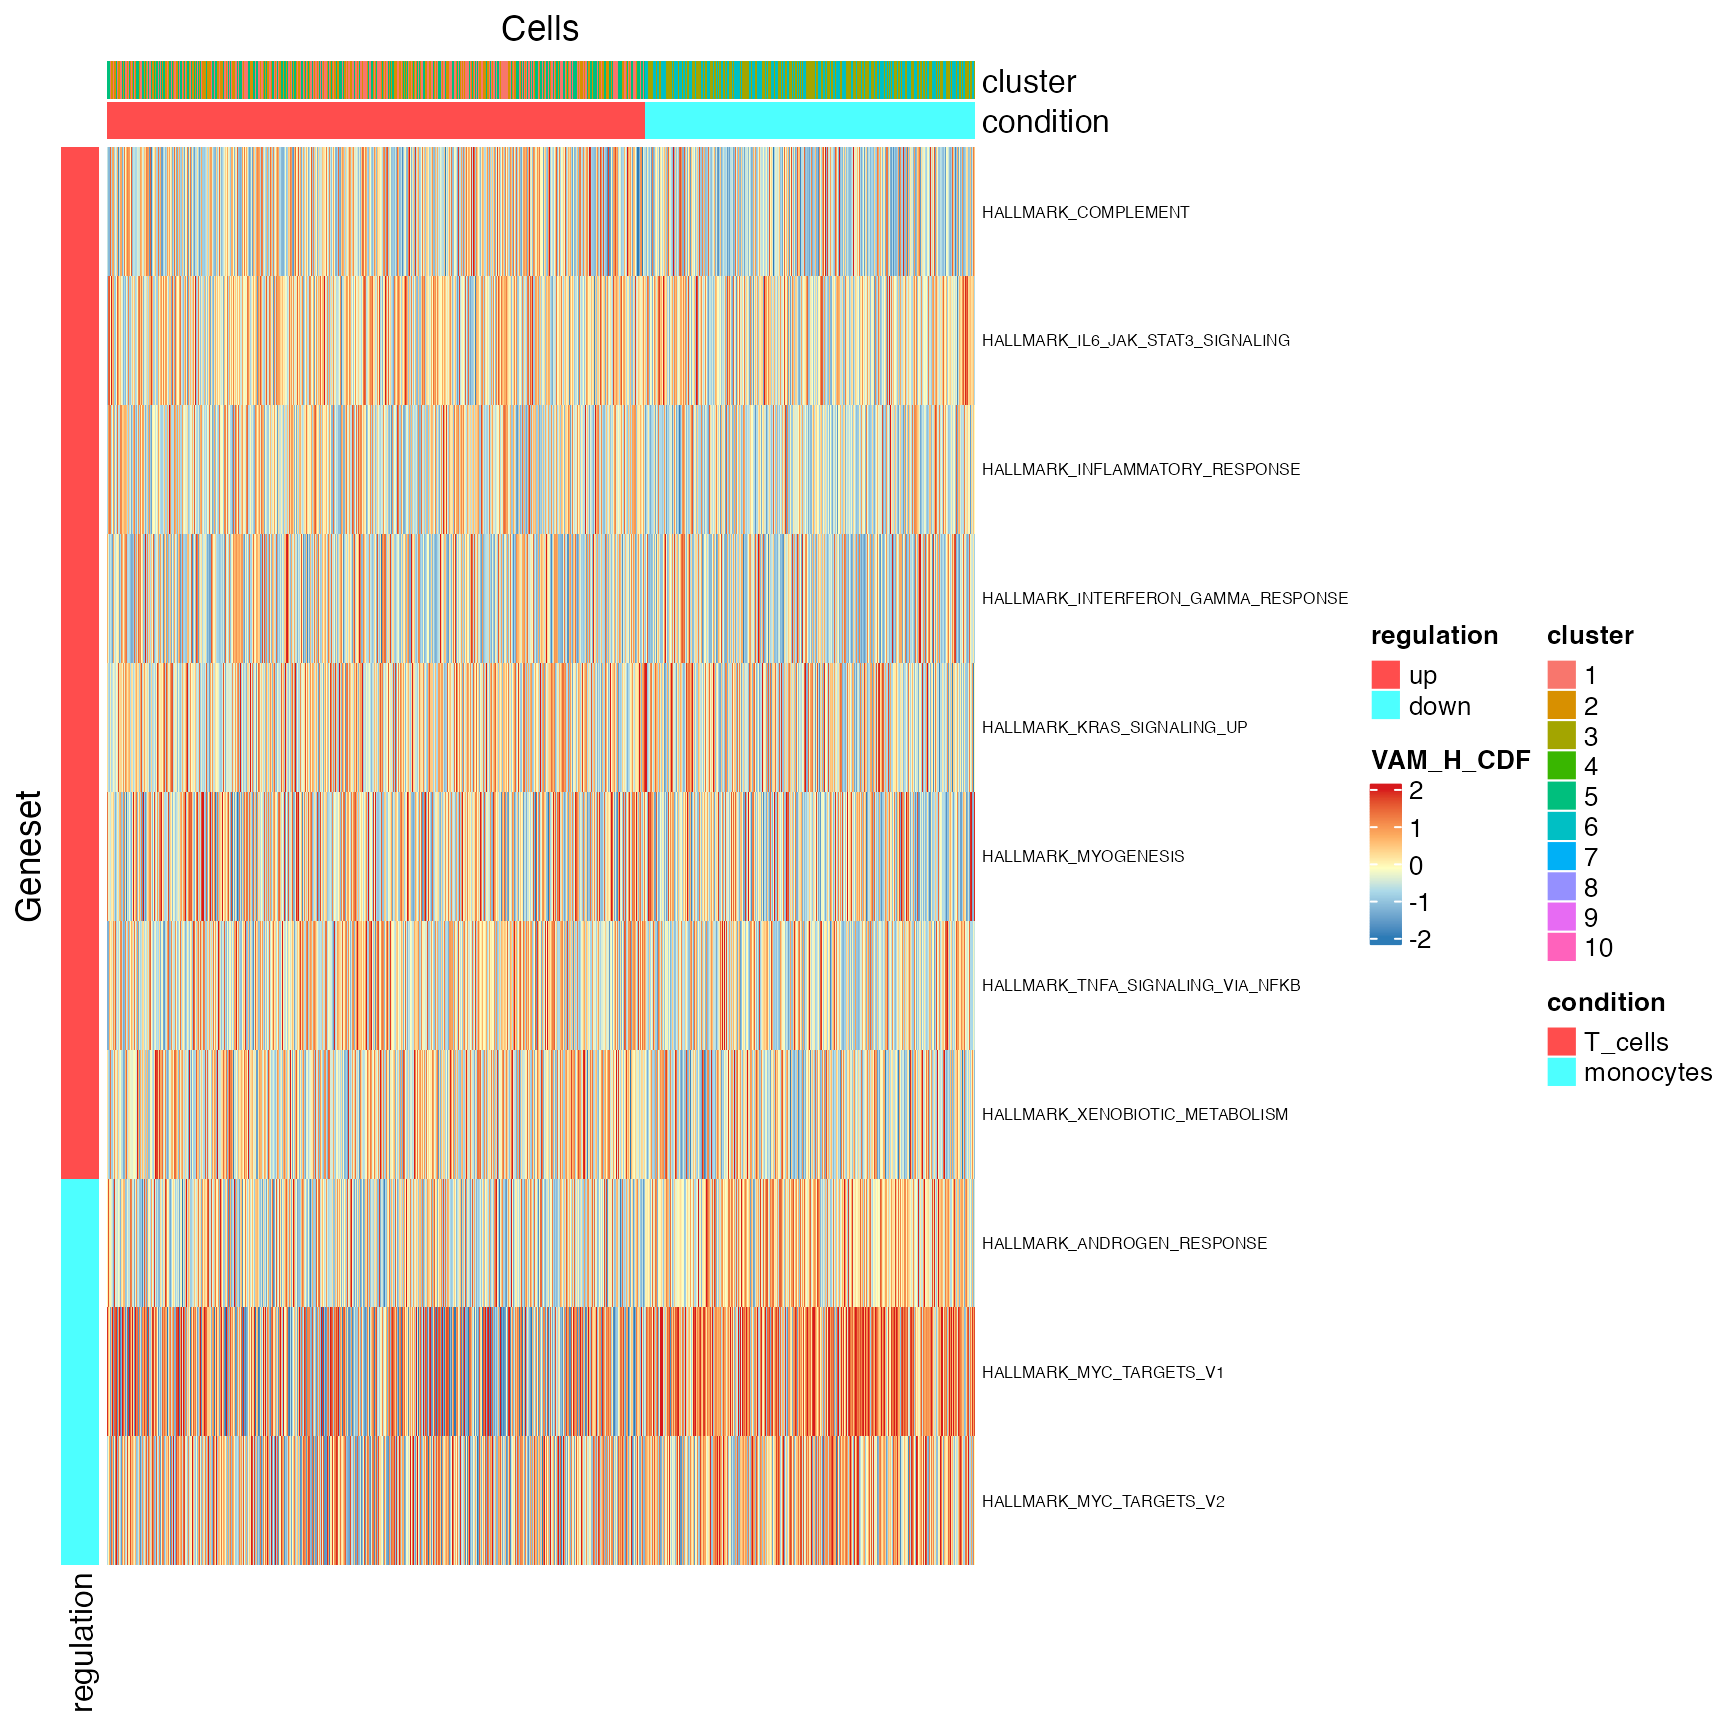 Cells
cluster
condition
HALLMARK_COMPLEMENT
HALLMARK_IL6_JAK_STAT3_SIGNALING
HALLMARK_INFLAMMATORY_RESPONSE
HALLMARK_INTERFERON_GAMMA_RESPONSE
HALLMARK_KRAS_SIGNALING_UP
HALLMARK_MYOGENESIS
HALLMARK_TNFA_SIGNALING_VIA_NFKB
HALLMARK_XENOBIOTIC_METABOLISM
HALLMARK_ANDROGEN_RESPONSE
HALLMARK_MYC_TARGETS_V1
HALLMARK_MYC_TARGETS_V2
Geneset
regulation
regulation
up
down
VAM_H_CDF
2
1
0
-1
-2
cluster
1
2
3
4
5
6
7
8
9
10
condition
T_cells
monocytes